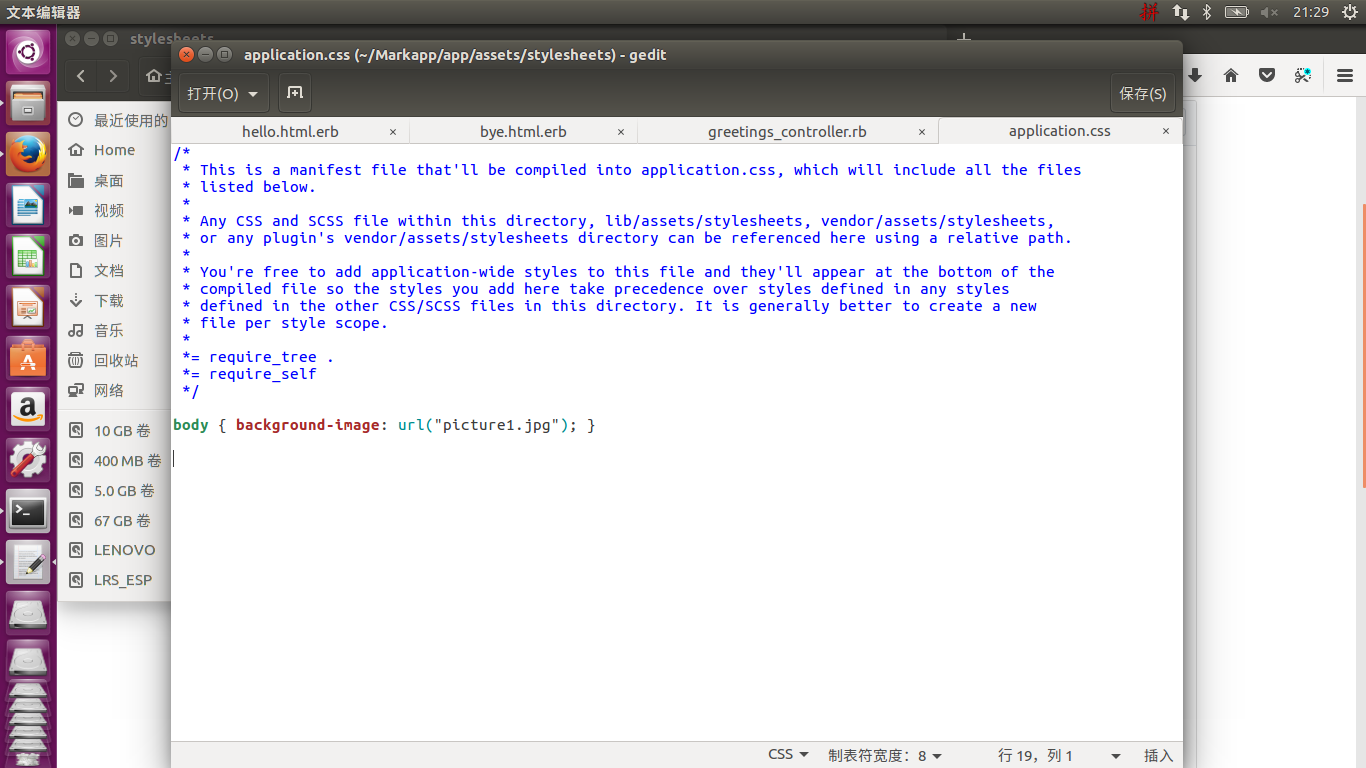 文本编辑器
拼
21:29
stylesheets
application.css (~/Markapp/app/assets/stylesheets) - gedit
打开(O)
保存(S)
hello.html.erb
bye.html.erb
greetings_controller.rb
application.css
最近使用的
Home
桌面
视频
图片
文档
下载
音乐
回收站
网络
10 GB 卷
400 MB 卷
5.0 GB 卷
67 GB 卷
LENOVO
LRS_ESP
/*
* This is a manifest file that'll be compiled into application.css, which will include all the files
* listed below.
*
* Any CSS and SCSS file within this directory, lib/assets/stylesheets, vendor/assets/stylesheets,
* or any plugin's vendor/assets/stylesheets directory can be referenced here using a relative path.
*
* You're free to add application-wide styles to this file and they'll appear at the bottom of the
* compiled file so the styles you add here take precedence over styles defined in any styles
* defined in the other CSS/SCSS files in this directory. It is generally better to create a new
* file per style scope.
*
*= require_tree .
*= require_self
*/
body { background-image: url("picture1.jpg"); }
CSS
制表符宽度：8
行 19，列 1
插入